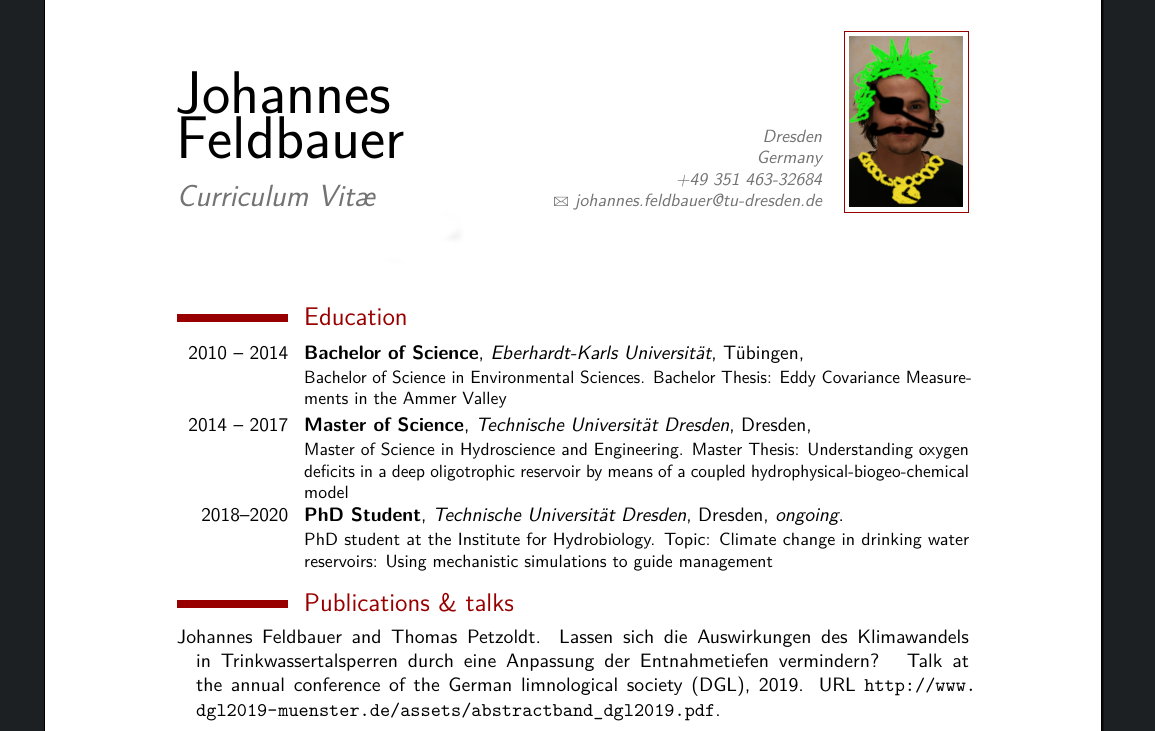 Johannes
Feldbauer
Curriculum Vitæ
Dresden
Germany
+49 351 463-32684
✉ johannes.feldbauer@tu-dresden.de
Education
2010 – 2014 Bachelor of Science, Eberhardt-Karls Universität, Tübingen,
Bachelor of Science in Environmental Sciences. Bachelor Thesis: Eddy Covariance Measure-
ments in the Ammer Valley
2014 – 2017 Master of Science, Technische Universität Dresden, Dresden,
Master of Science in Hydroscience and Engineering. Master Thesis: Understanding oxygen
deficits in a deep oligotrophic reservoir by means of a coupled hydrophysical-biogeo-chemical
model
2018–2020 PhD Student, Technische Universität Dresden, Dresden, ongoing.
PhD student at the Institute for Hydrobiology. Topic: Climate change in drinking water
reservoirs: Using mechanistic simulations to guide management
Publications & talks
Johannes Feldbauer and Thomas Petzoldt. Lassen sich die Auswirkungen des Klimawandels
in Trinkwassertalsperren durch eine Anpassung der Entnahmetiefen vermindern? Talk at
the annual conference of the German limnological society (DGL), 2019. URL http://www.
dgl2019-muenster.de/assets/abstractband_dgl2019.pdf.